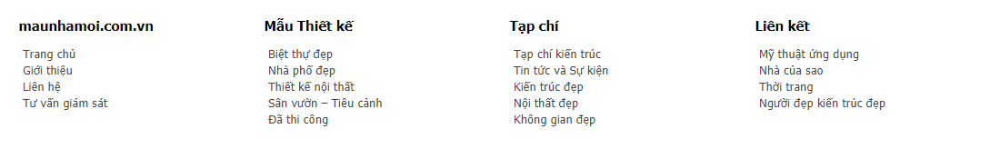 maunhamoi.com.vn
Trang chủ
Giới thiệu
Liên hệ
Tư vấn giám sát
Mẫu Thiết kế
Biệt thự đẹp
Nhà phố đẹp
Thiết kế nội thất
Sân vườn – Tiêu cảnh
Đã thi công
Tạp chí
Tạp chí kiến trúc
Tin tức và Sự kiện
Kiến trúc đẹp
Nội thất đẹp
Không gian đẹp
Liên kết
Mỹ thuật ứng dụng
Nhà của sao
Thời trang
Người đẹp kiến trúc đẹp